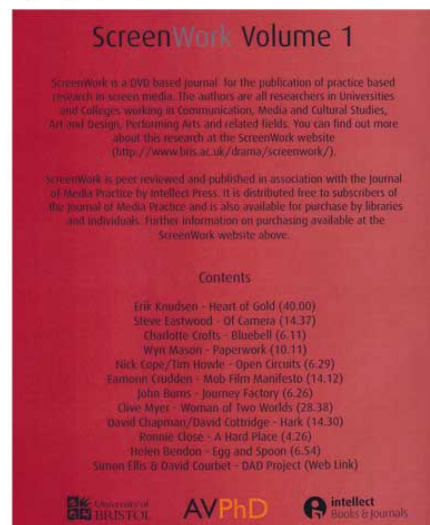 ScreenWork Volume 1
ScreenWork is a DVD based journal for the publication of practice based
research in screen media. The authors are all researchers in Universities
and Colleges working in Communication, Media and Cultural Studies,
Art and Design, Performing Arts and related fields. You can find out more
about this research at the ScreenWork website
(http://www.bris.ac.uk/drama/screenwork/).
ScreenWork is peer reviewed and published in association with the Journal
of Media Practice by Intellect Press. It is distributed free to subscribers of
the Journal of Media Practice and is also available for purchase by libraries
and individuals. Further information on purchasing available at the
ScreenWork website above.
Contents
Erik Knudsen - Heart of Gold (40.00)
Steve Eastwood - Of Camera (14.37)
Charlotte Crofts - Bluebell (6.11)
Wyn Mason - Paperwork (10.11)
Nick Cope/Tim Howle - Open Circuits (6.29)
Eamonn Crudden - Mob Film Manifesto (14.12)
John Burns - Journey Factory (6.26)
Clive Myer - Woman of Two Worlds (28.38)
David Chapman/David Cottridge - Hark (14.30)
Ronnie Close - A Hard Place (4.26)
Helen Bendon - Egg and Spoon (6.54)
Simon Ellis & David Courbet - DAD Project (Web Link)
University of BRISTOL
AVPhD
intellect
Books & Journals